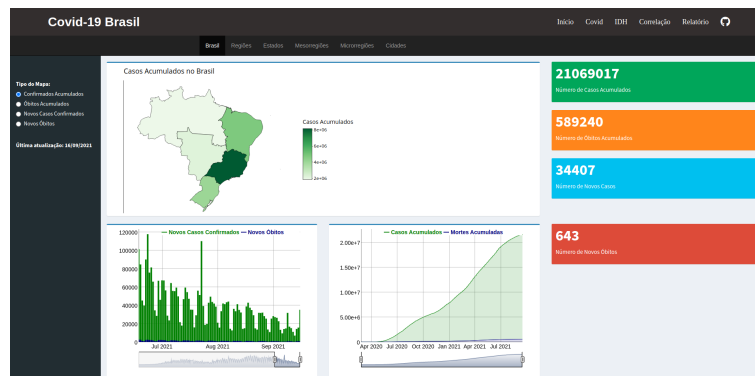 Covid-19 Brasil
Início Covid IDH Correlação Relatório
Brasil Regiões Estados Mesorregiões Microrregiões Cidades
Tipo do Mapa:
Confirmados Acumulados
Óbitos Acumulados
Novos Casos Confirmados
Novos Óbitos
Última atualização: 16/09/2021
Casos Acumulados no Brasil
Casos Acumulados
8e+06
6e+06
4e+06
2e+06
21069017
Número de Casos Acumulados
589240
Número de Óbitos Acumulados
34407
Número de Novos Casos
643
Número de Novos Óbitos
Novos Casos Confirmados Novos Óbitos
120000
100000
80000
60000
40000
20000
0
Jul 2021 Aug 2021 Sep 2021
Casos Acumulados Mortes Acumuladas
2.00e+7
1.50e+7
1.00e+7
5.00e+6
0
Apr 2020 Jul 2020 Oct 2020 Jan 2021 Apr 2021 Jul 2021